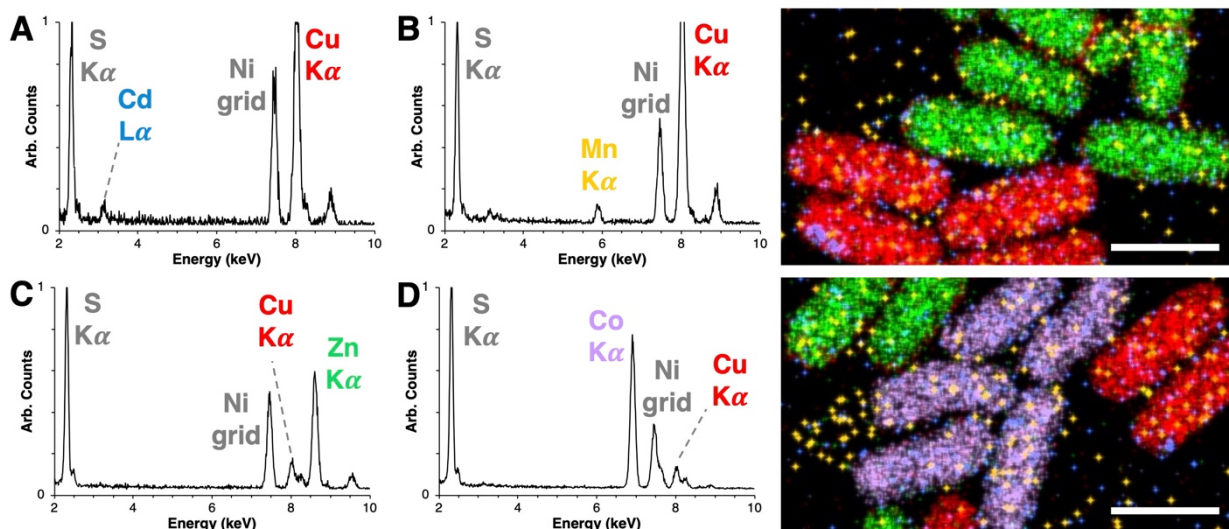 A
B
1
S
Kα
Cd
Lα
Ni
grid
Cu
Kα
Arb. Counts
0
2
4
6
8
10
Energy (keV)
1
S
Kα
Mn
Kα
Ni
grid
Cu
Kα
Arb. Counts
0
2
4
6
8
10
Energy (keV)
C
D
1
S
Kα
Ni
grid
Cu
Kα
Zn
Kα
Arb. Counts
0
2
4
6
8
10
Energy (keV)
1
S
Kα
Co
Kα
Ni
grid
Cu
Kα
Arb. Counts
0
2
4
6
8
10
Energy (keV)